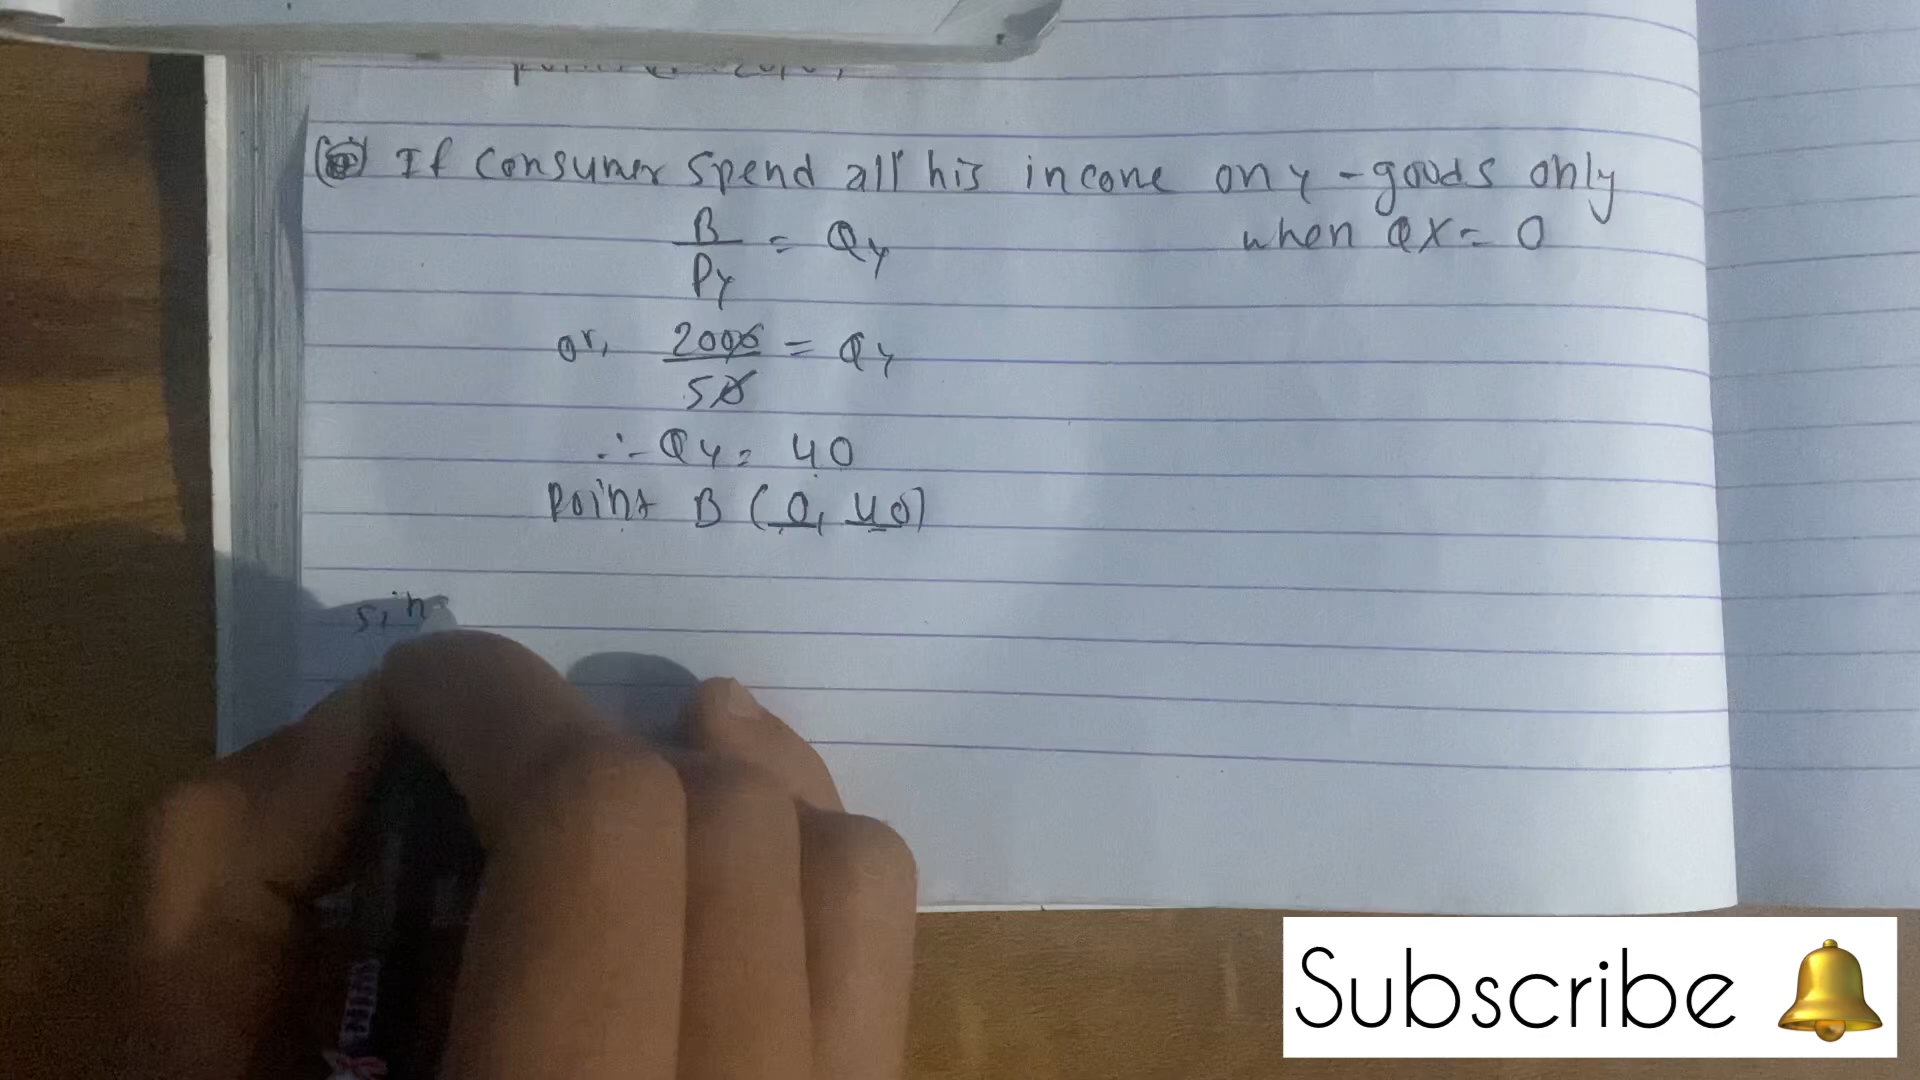 If consumer spend all his income on Y-goods only
when QX = 0
B/PY = QY
or, 2000/50 = QY
∴ QY = 40
Point B (0, 40)
sin
Subscribe 🔔